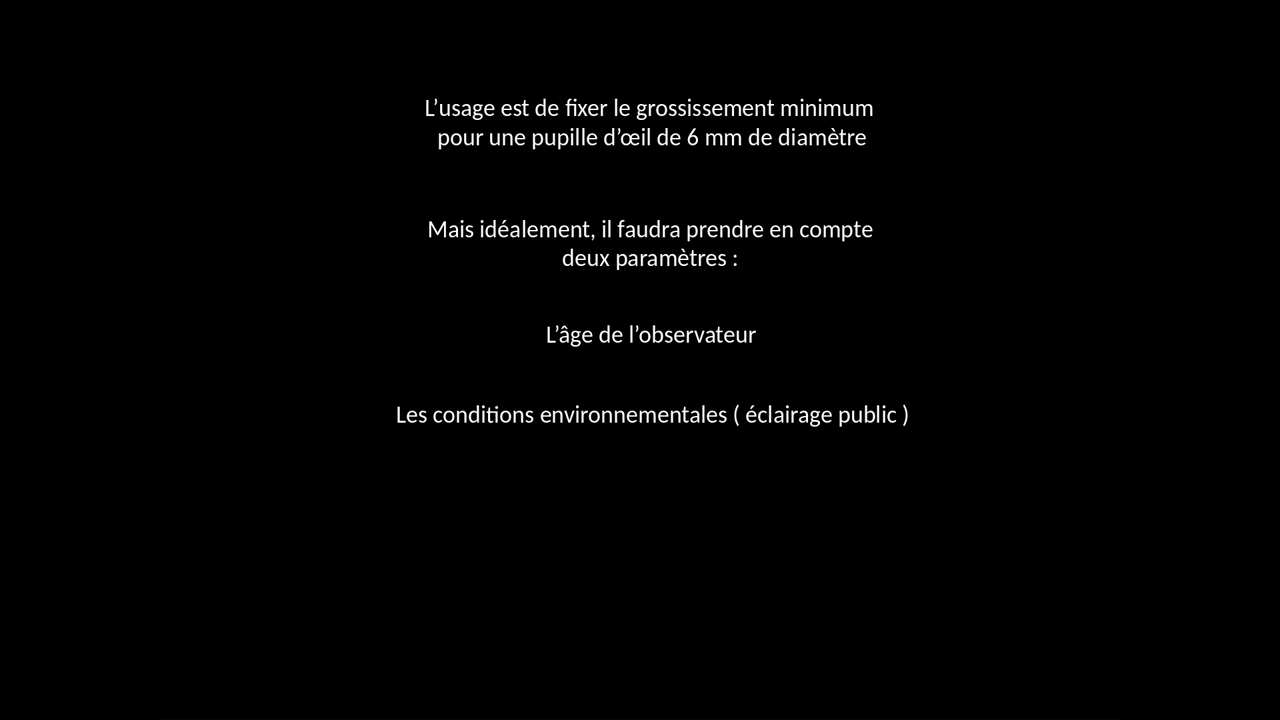 L’usage est de fixer le grossissement minimum
pour une pupille d’œil de 6 mm de diamètre
Mais idéalement, il faudra prendre en compte
deux paramètres :
L’âge de l’observateur
Les conditions environnementales ( éclairage public )